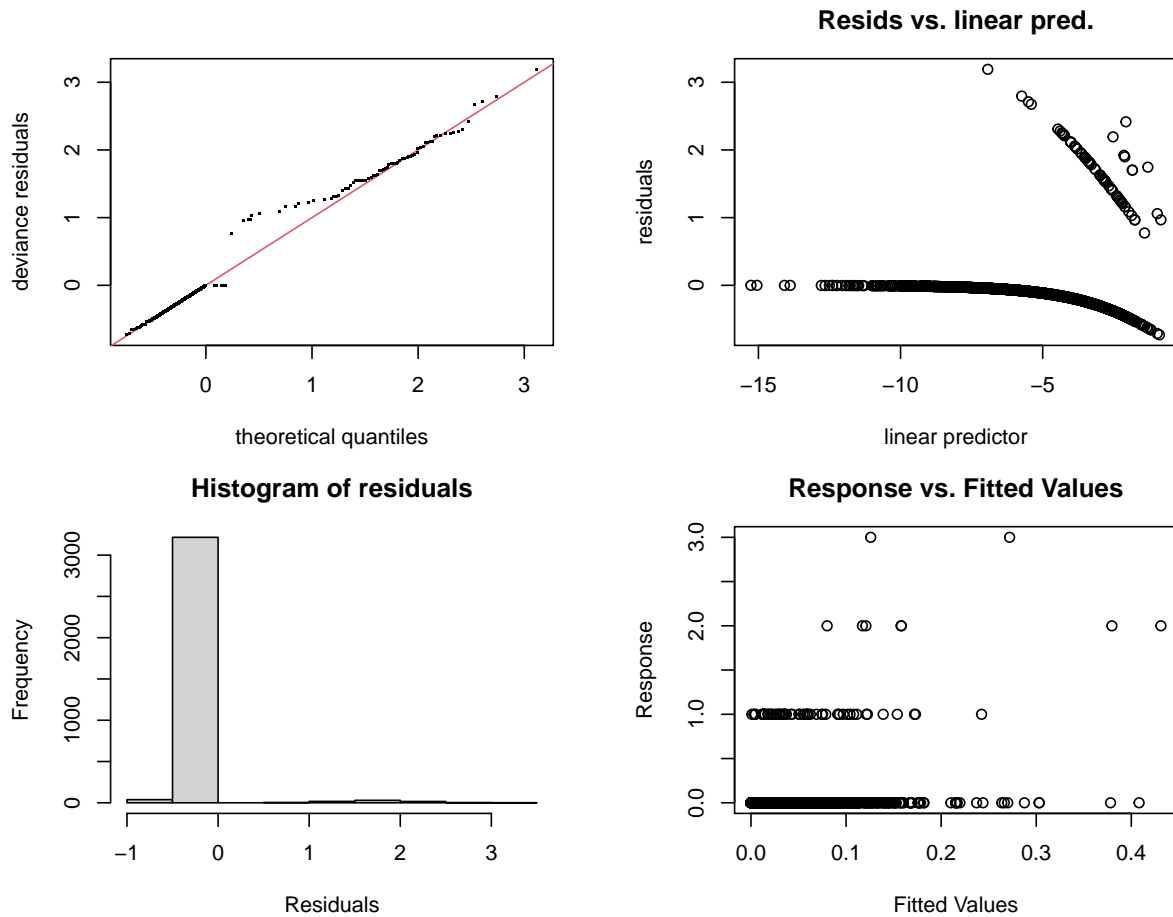 deviance residuals
3
2
1
0
0 1 2 3
theoretical quantiles
Resids vs. linear pred.
residuals
3
2
1
0
−15 −10 −5
linear predictor
Histogram of residuals
Frequency
3000
2000
1000
0
−1 0 1 2 3
Residuals
Response vs. Fitted Values
Response
3.0
2.0
1.0
0.0
0.0 0.1 0.2 0.3 0.4
Fitted Values